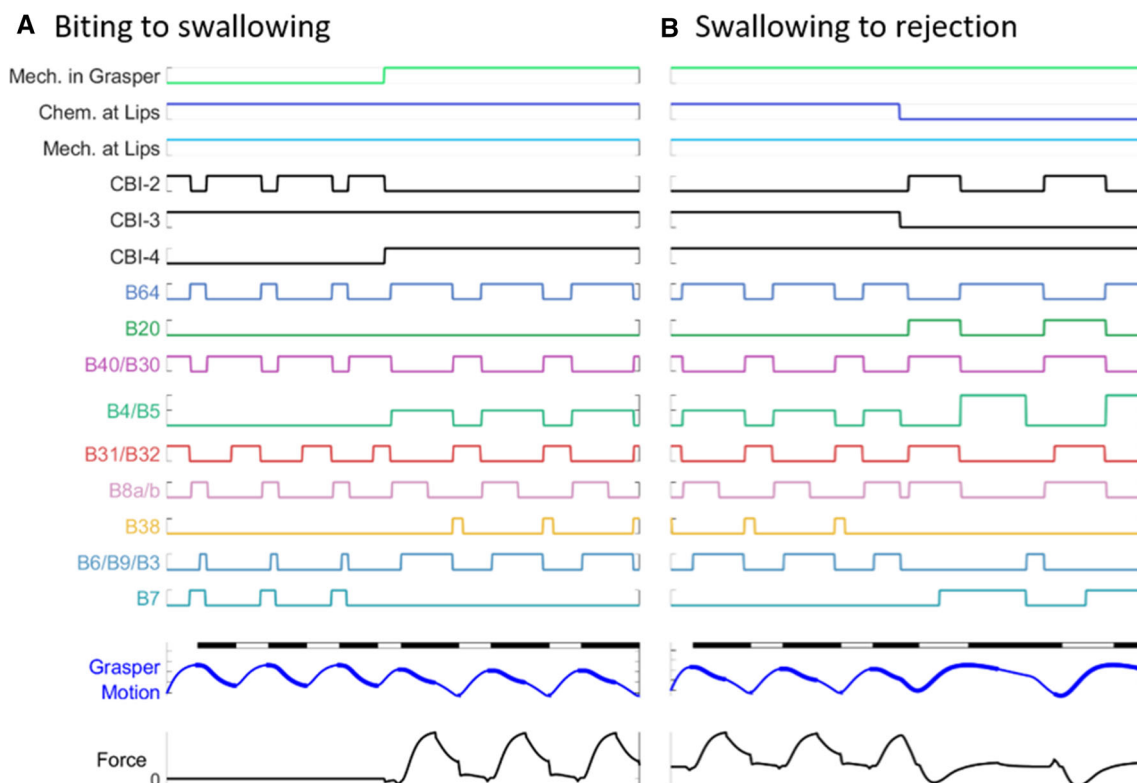 A Biting to swallowing
B Swallowing to rejection
Mech. in Grasper
Chem. at Lips
Mech. at Lips
CBI-2
CBI-3
CBI-4
B64
B20
B40/B30
B4/B5
B31/B32
B8a/b
B38
B6/B9/B3
B7
Grasper
Motion
Force
0